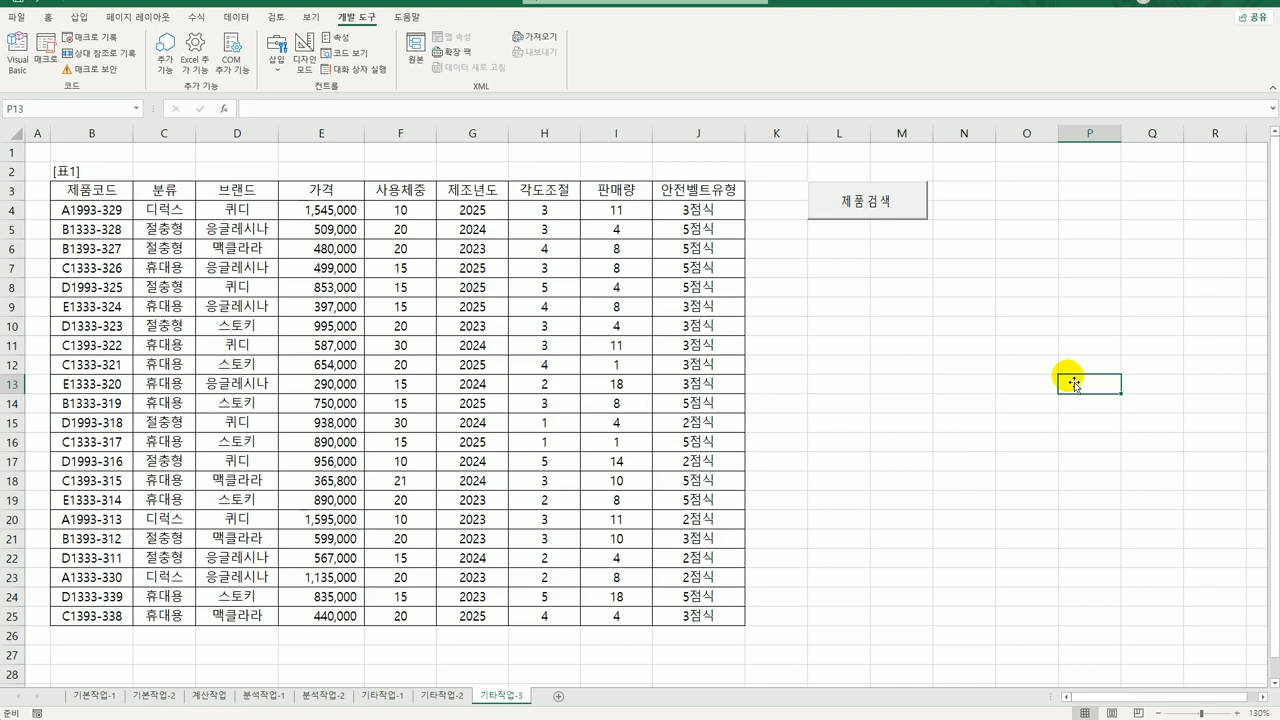 파일 홈 삽입 페이지 레이아웃 수식 데이터 검토 보기 개발 도구 도움말 공유
Visual Basic 매크로 매크로 기록 상대 참조로 기록 매크로 보안 추가 기능 Excel 추가 기능 COM 추가 기능 삽입 디자인 모드 속성 코드 보기 대화 상자 실행 원본 맵 속성 확장 팩 데이터 새로 고침 가져오기 내보내기
코드 추가 기능 컨트롤 XML
P13 fx
A B C D E F G H I J K L M N O P Q R
1
2 [표1]
3 제품코드 분류 브랜드 가격 사용체중 제조년도 각도조절 판매량 안전벨트유형 제품검색
4 A1993-329 디럭스 퀴디 1,545,000 10 2025 3 11 3점식
5 B1333-328 절충형 응글레시나 509,000 20 2024 3 4 5점식
6 B1393-327 절충형 맥클라라 480,000 20 2024 4 8 5점식
7 C1333-326 휴대용 응글레시나 499,000 15 2025 3 8 5점식
8 D1993-325 절충형 퀴디 853,000 15 2025 5 4 5점식
9 E1333-324 휴대용 응글레시나 397,000 15 2025 4 8 3점식
10 D1333-323 절충형 스토키 995,000 20 2023 3 4 3점식
11 C1393-322 휴대용 퀴디 587,000 30 2024 3 11 3점식
12 C1333-321 휴대용 스토키 654,000 20 2025 4 1 3점식
13 E1333-320 휴대용 응글레시나 290,000 15 2024 2 18 3점식
14 B1333-319 휴대용 스토키 750,000 15 2025 3 8 5점식
15 D1993-318 절충형 퀴디 938,000 30 2024 1 4 2점식
16 C1333-317 휴대용 스토키 890,000 15 2025 1 1 5점식
17 D1993-316 절충형 퀴디 956,000 10 2024 5 14 2점식
18 C1393-315 휴대용 맥클라라 365,800 21 2024 3 10 5점식
19 E1333-314 휴대용 스토키 890,000 20 2023 2 8 5점식
20 A1993-313 디럭스 퀴디 1,595,000 10 2023 3 11 2점식
21 B1393-312 절충형 맥클라라 599,000 20 2023 3 10 3점식
22 D1333-311 절충형 응글레시나 567,000 15 2024 2 4 2점식
23 A1333-330 디럭스 응글레시나 1,135,000 20 2023 2 8 2점식
24 D1333-339 휴대용 스토키 835,000 15 2023 5 18 5점식
25 C1393-338 휴대용 맥클라라 440,000 20 2025 4 4 3점식
26
27
28
기본작업-1 기본작업-2 계산작업 분석작업-1 분석작업-2 기타작업-1 기타작업-2 기타작업-3
준비 130%